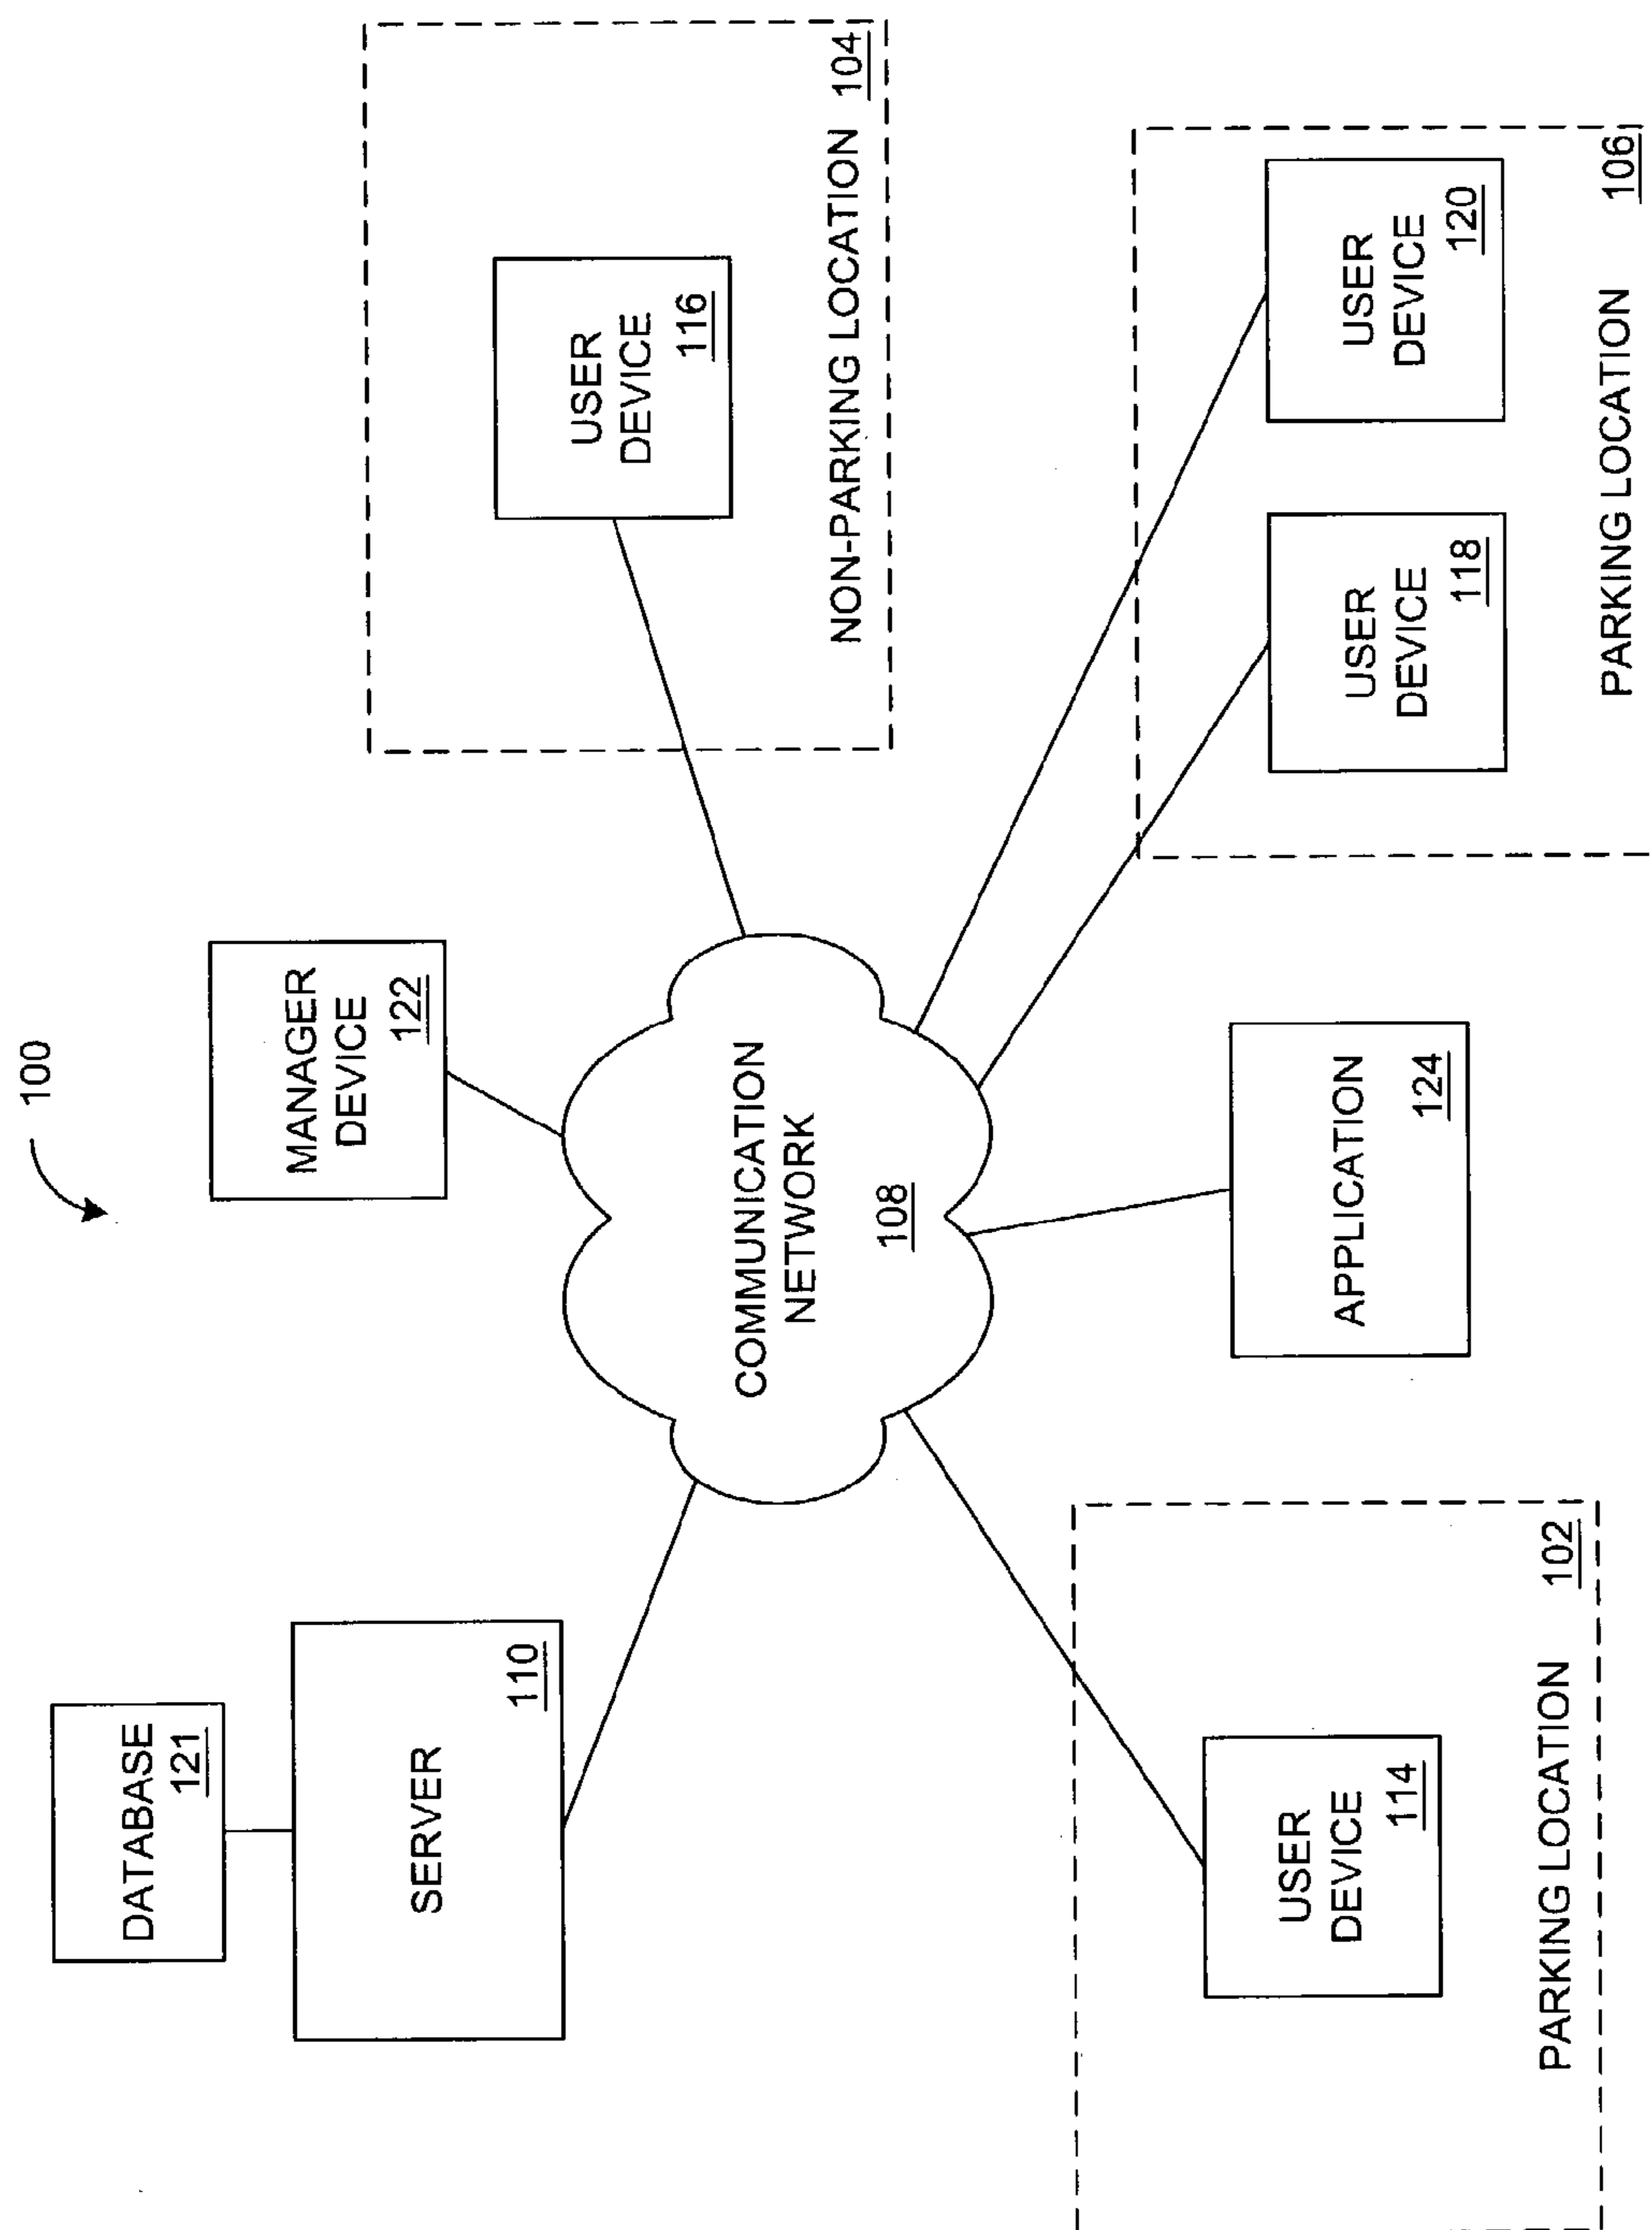 100
DATABASE
121
SERVER
110
MANAGER
DEVICE
122
USER
DEVICE
116
NON-PARKING LOCATION 104
COMMUNICATION
NETWORK
108
USER
DEVICE
114
PARKING LOCATION 102
APPLICATION
124
USER
DEVICE
118
USER
DEVICE
120
PARKING LOCATION 106